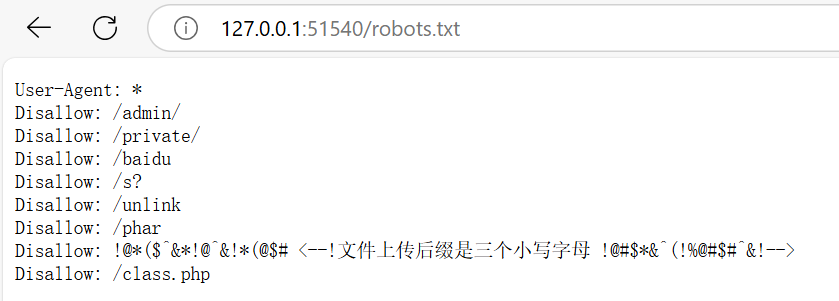 127.0.0.1:51540/robots.txt
User-Agent: *
Disallow: /admin/
Disallow: /private/
Disallow: /baidu
Disallow: /s?
Disallow: /unlink
Disallow: /phar
Disallow: !@*($^&*!@^&!*(@$# <--!文件上传后缀是三个小写字母 !@#$*&^(!%@#$#^&!-->
Disallow: /class.php